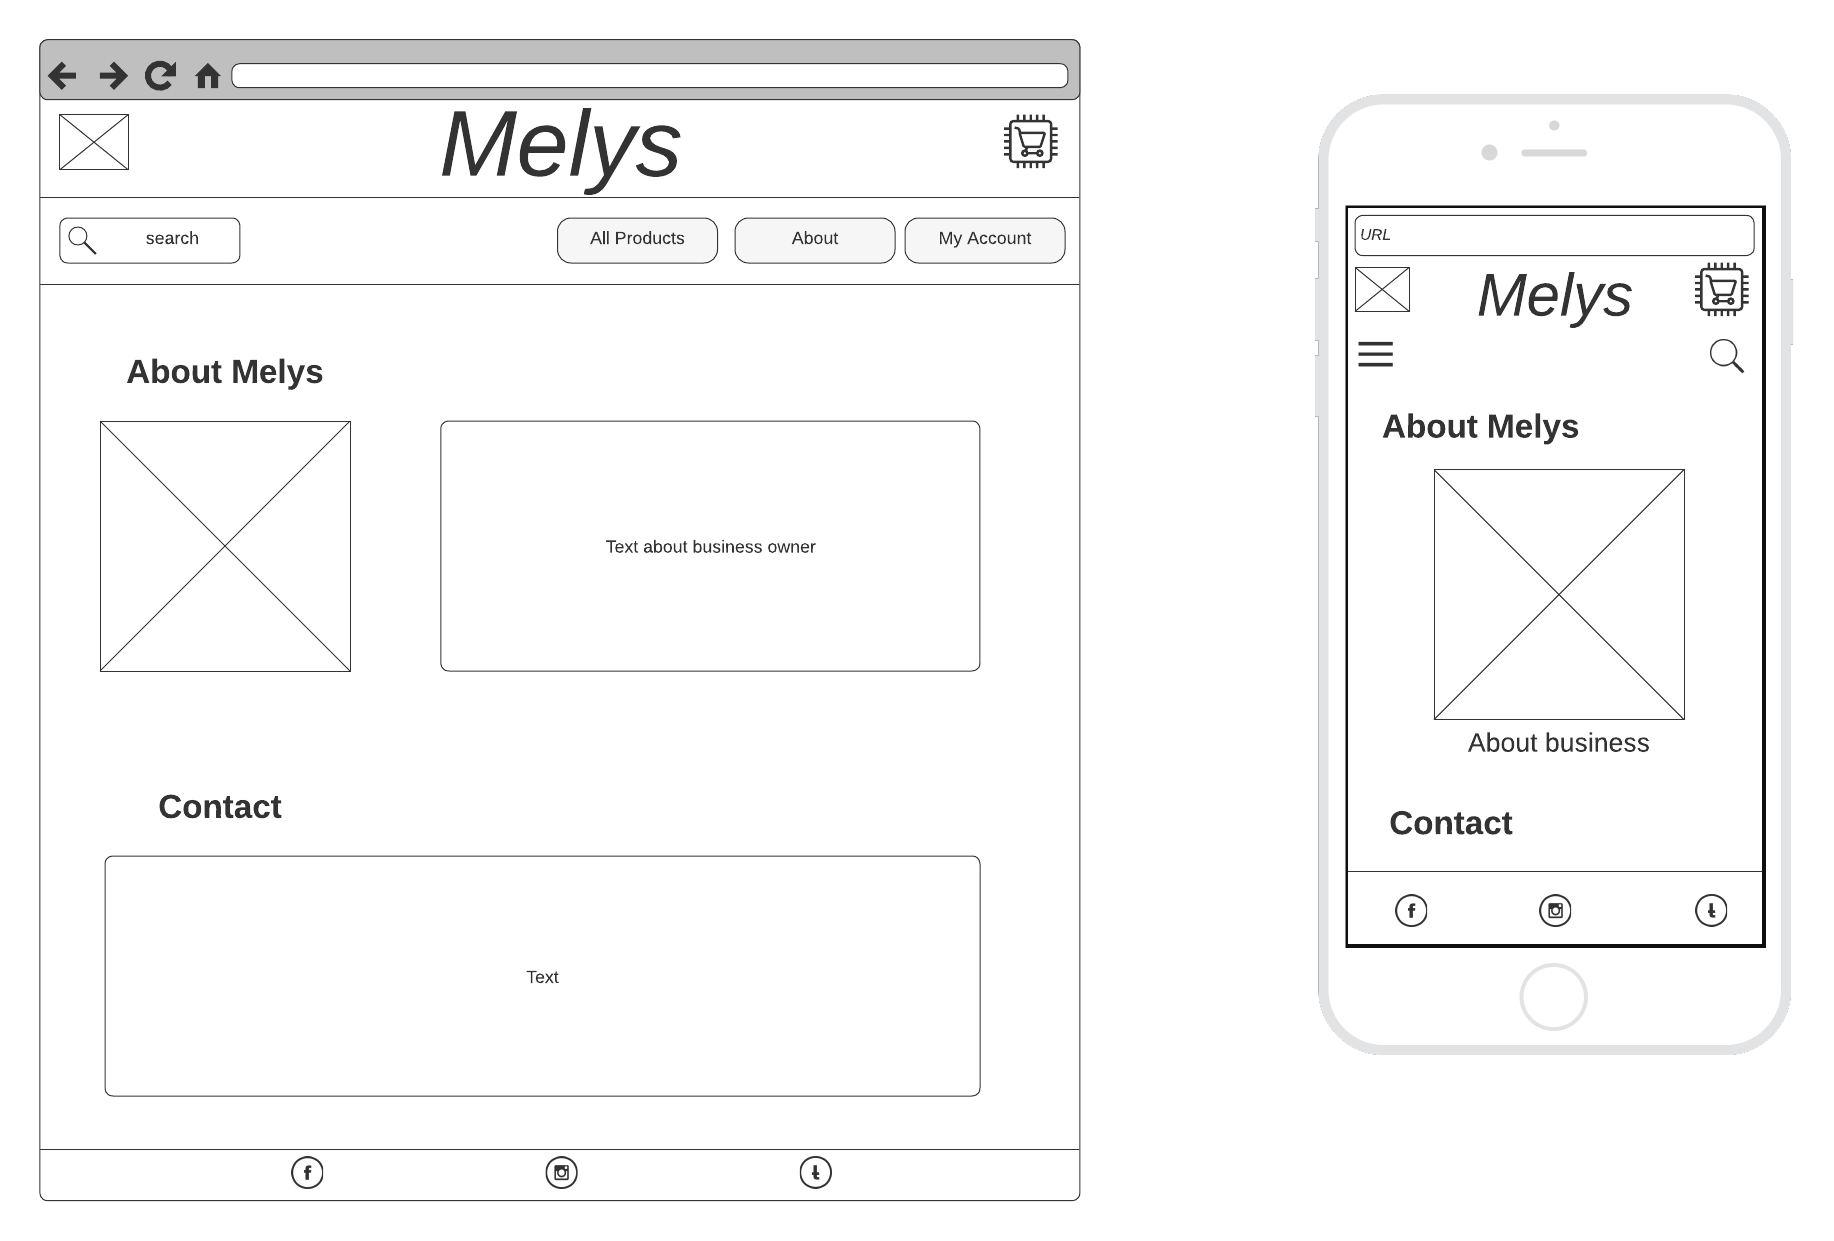 Melys
search
All Products
About
My Account
About Melys
Text about business owner
Contact
Text
URL
Melys
About Melys
About business
Contact